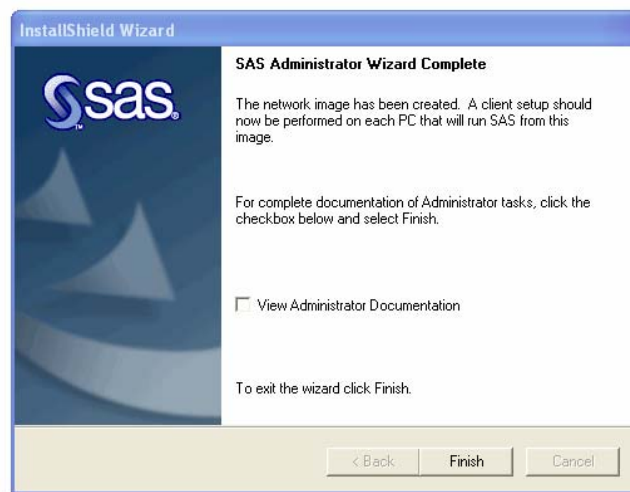 InstallShield Wizard
sas.
TM
®
SAS Administrator Wizard Complete
The network image has been created. A client setup should
now be performed on each PC that will run SAS from this
image.
For complete documentation of Administrator tasks, click the
checkbox below and select Finish.
View Administrator Documentation
To exit the wizard click Finish.
< Back
Finish
Cancel